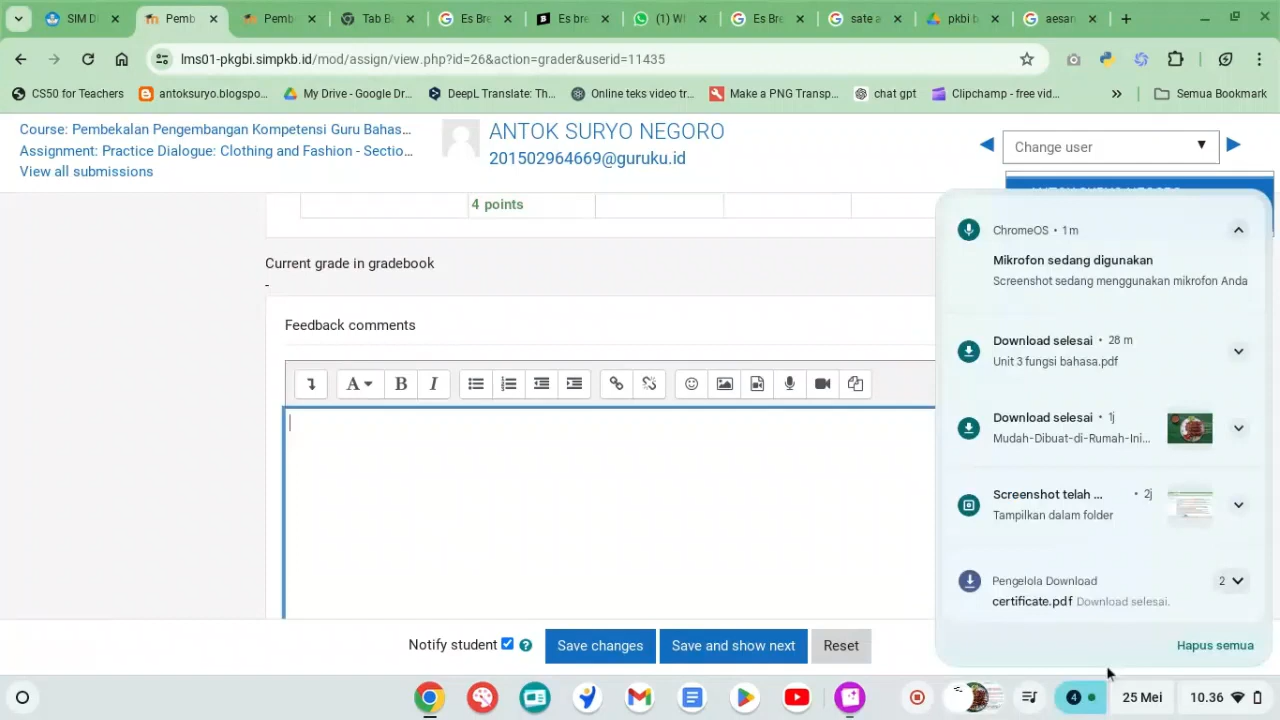 SIM D
Pemb
Pemb
Tab Ba
Es Bre
Es bre
(1) W
Es Bre
sate a
pkbi b
aesan
lms01-pkgbi.simpkb.id/mod/assign/view.php?id=26&action=grader&userid=11435
CS50 for Teachers
antoksuryo.blogspo...
My Drive - Google Dr...
DeepL Translate: Th...
Online teks video tr...
Make a PNG Transp...
chat gpt
Clipchamp - free vid...
»
Semua Bookmark
Course: Pembekalan Pengembangan Kompetensi Guru Bahas...
Assignment: Practice Dialogue: Clothing and Fashion - Sectio...
View all submissions
ANTOK SURYO NEGORO
201502964669@guruku.id
Change user
4 points
Current grade in gradebook
-
Feedback comments
A
B
I
Notify student
Save changes
Save and show next
Reset
ChromeOS • 1 m
Mikrofon sedang digunakan
Screenshot sedang menggunakan mikrofon Anda
Download selesai • 28 m
Unit 3 fungsi bahasa.pdf
Download selesai • 1j
Mudah-Dibuat-di-Rumah-Ini...
Screenshot telah ... • 2j
Tampilkan dalam folder
Pengelola Download
2
certificate.pdf Download selesai.
Hapus semua
4
25 Mei
10.36